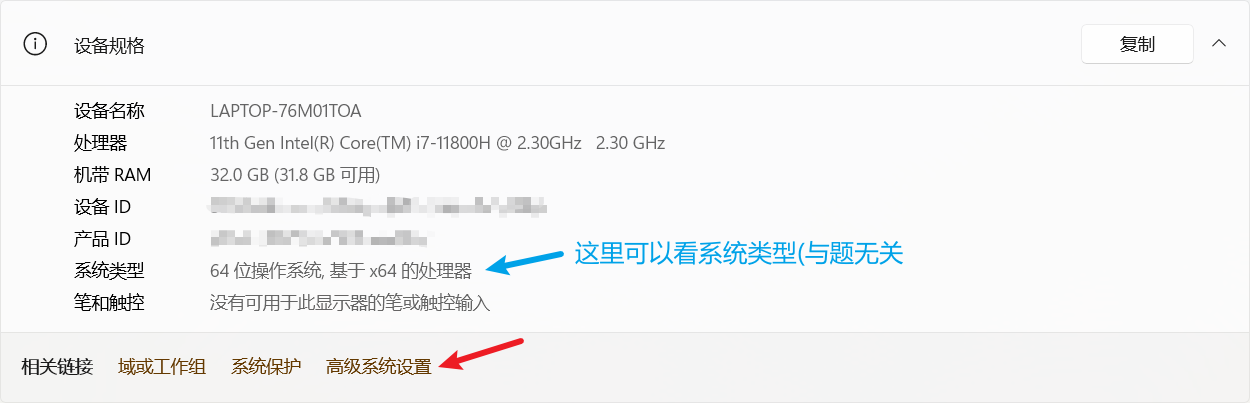 设备规格
复制
设备名称 LAPTOP-76M01TOA
处理器 11th Gen Intel(R) Core(TM) i7-11800H @ 2.30GHz 2.30 GHz
机带 RAM 32.0 GB (31.8 GB 可用)
设备 ID
产品 ID
系统类型 64 位操作系统, 基于 x64 的处理器
这里可以看系统类型(与题无关
笔和触控 没有可用于此显示器的笔或触控输入
相关链接 域或工作组 系统保护 高级系统设置